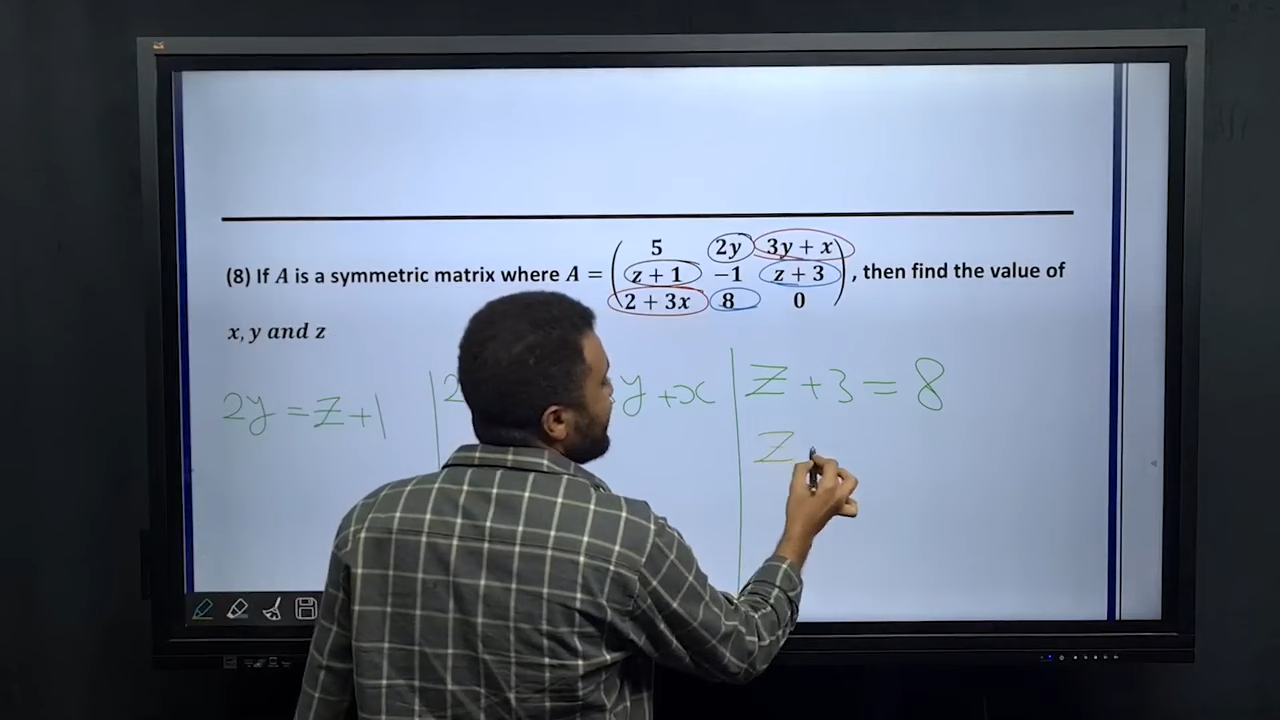 (8) If A is a symmetric matrix where A = ( 5 2y 3y + x
z + 1 −1 z + 3
2 + 3x 8 0 ) , then find the value of
x, y and z
2y = z + 1
2 y + x
z + 3 = 8
z